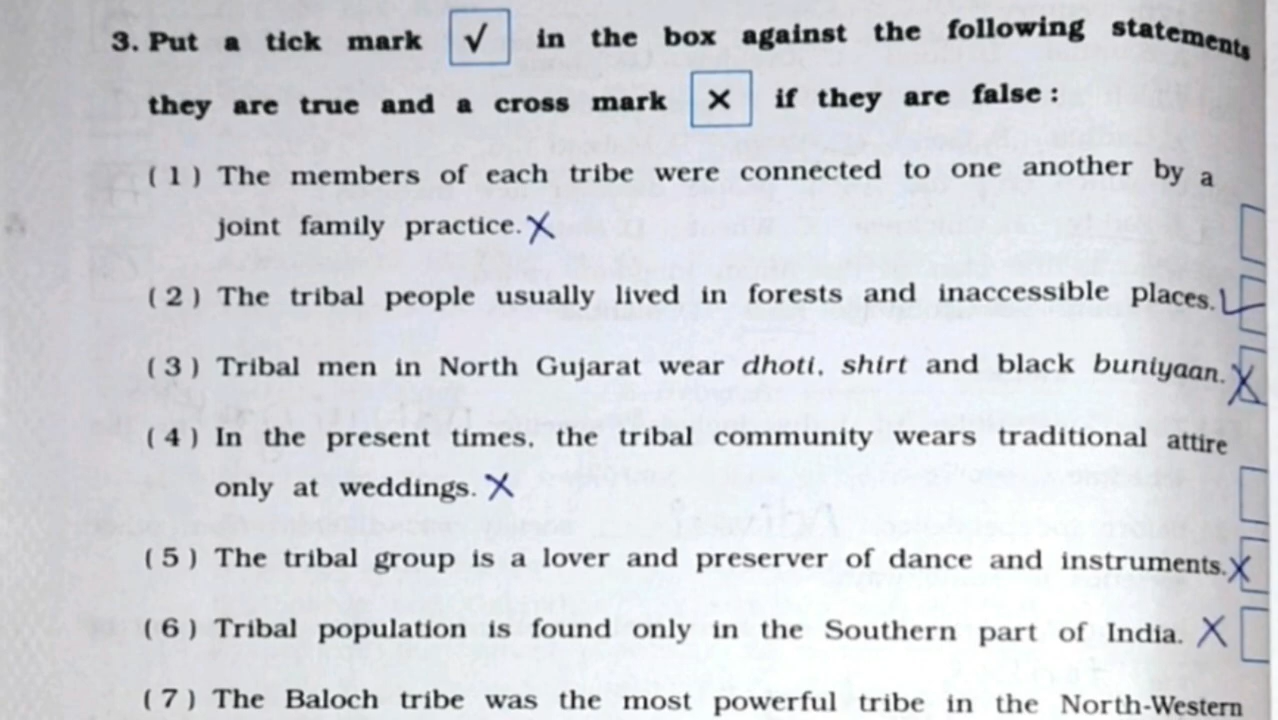 3. Put a tick mark √ in the box against the following statements
they are true and a cross mark × if they are false :
( 1 ) The members of each tribe were connected to one another by a
joint family practice. ×
( 2 ) The tribal people usually lived in forests and inaccessible places. ✓
( 3 ) Tribal men in North Gujarat wear dhoti, shirt and black buniyaan. ×
( 4 ) In the present times, the tribal community wears traditional attire
only at weddings. ×
( 5 ) The tribal group is a lover and preserver of dance and instruments. ×
( 6 ) Tribal population is found only in the Southern part of India. ×
( 7 ) The Baloch tribe was the most powerful tribe in the North-Western